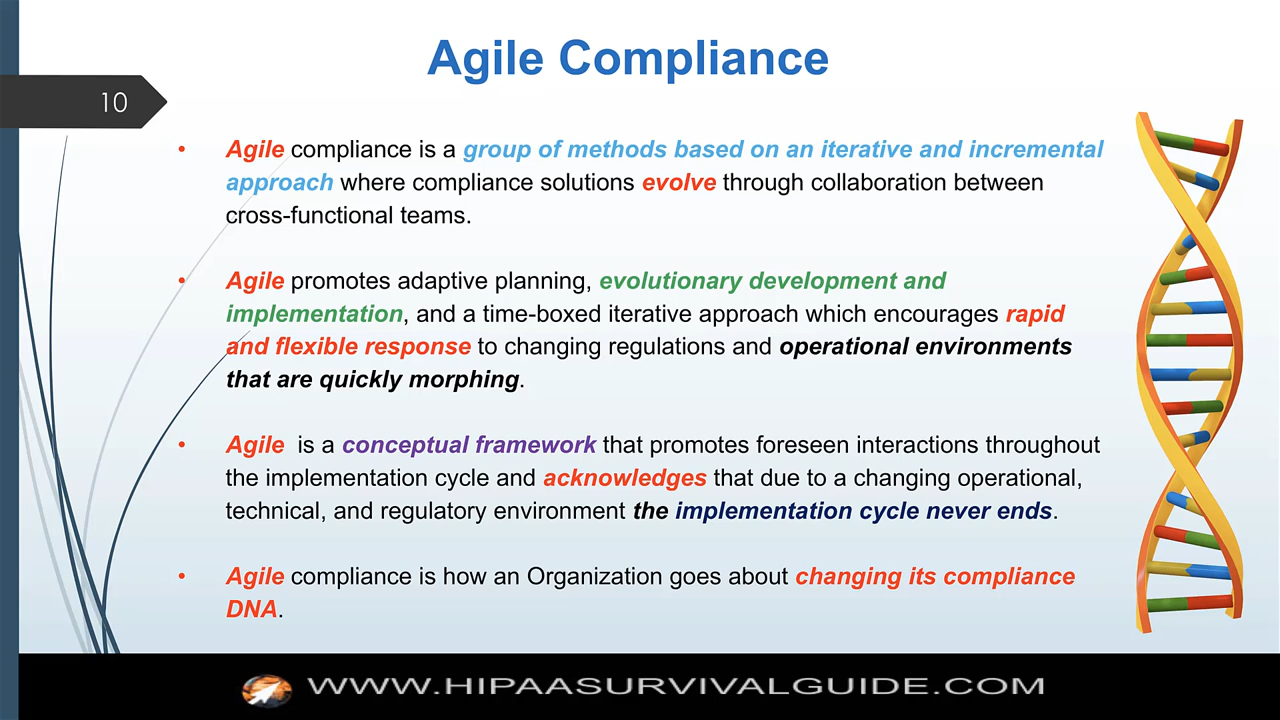 Agile Compliance
10
• Agile compliance is a group of methods based on an iterative and incremental
approach where compliance solutions evolve through collaboration between
cross-functional teams.
• Agile promotes adaptive planning, evolutionary development and
implementation, and a time-boxed iterative approach which encourages rapid
and flexible response to changing regulations and operational environments
that are quickly morphing.
• Agile is a conceptual framework that promotes foreseen interactions throughout
the implementation cycle and acknowledges that due to a changing operational,
technical, and regulatory environment the implementation cycle never ends.
• Agile compliance is how an Organization goes about changing its compliance
DNA.
WWW.HIPAASURVIVALGUIDE.COM